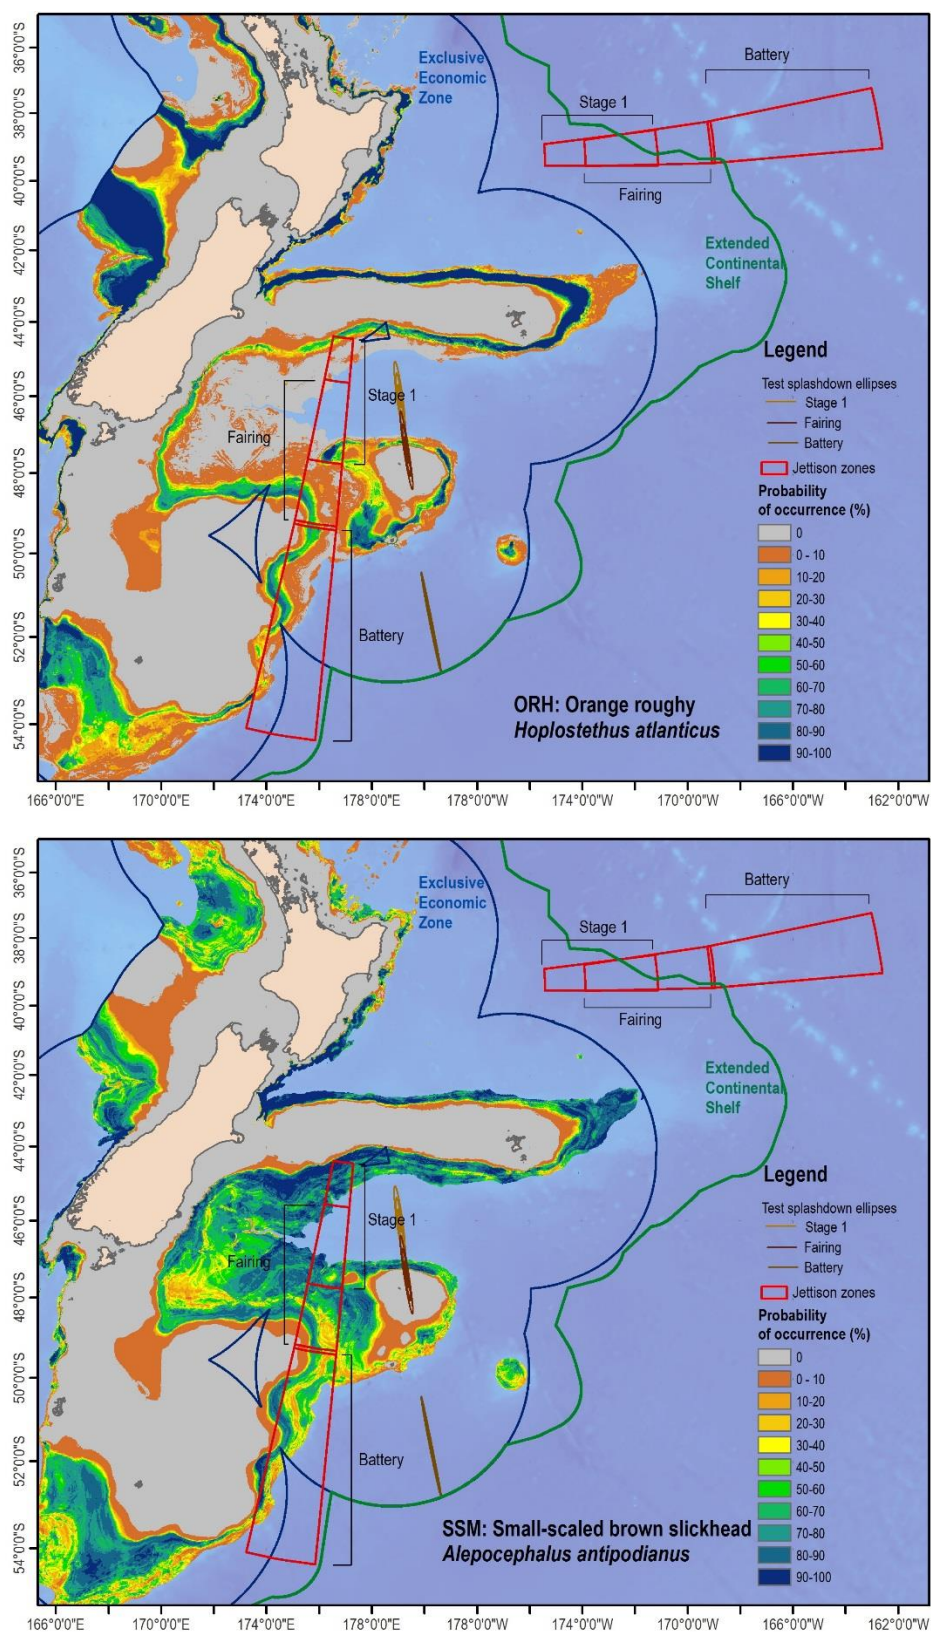 36°0'0"S
38°0'0"S
40°0'0"S
42°0'0"S
44°0'0"S
46°0'0"S
48°0'0"S
50°0'0"S
52°0'0"S
54°0'0"S
Exclusive
Economic
Zone
Battery
Stage 1
Fairing
Extended
Continental
Shelf
Stage 1
Fairing
Battery
Legend
Test splashdown ellipses
Stage 1
Fairing
Battery
Jettison zones
Probability
of occurrence (%)
0
0 - 10
10-20
20-30
30-40
40-50
50-60
60-70
70-80
80-90
90-100
ORH: Orange roughy
Hoplostethus atlanticus
166°0'0"E
170°0'0"E
174°0'0"E
178°0'0"E
178°0'0"W
174°0'0"W
170°0'0"W
166°0'0"W
162°0'0"W
36°0'0"S
38°0'0"S
40°0'0"S
42°0'0"S
44°0'0"S
46°0'0"S
48°0'0"S
50°0'0"S
52°0'0"S
54°0'0"S
Exclusive
Economic
Zone
Battery
Stage 1
Fairing
Extended
Continental
Shelf
Stage 1
Fairing
Battery
Legend
Test splashdown ellipses
Stage 1
Fairing
Battery
Jettison zones
Probability
of occurrence (%)
0
0 - 10
10-20
20-30
30-40
40-50
50-60
60-70
70-80
80-90
90-100
SSM: Small-scaled brown slickhead
Alepocephalus antipodianus
166°0'0"E
170°0'0"E
174°0'0"E
178°0'0"E
178°0'0"W
174°0'0"W
170°0'0"W
166°0'0"W
162°0'0"W